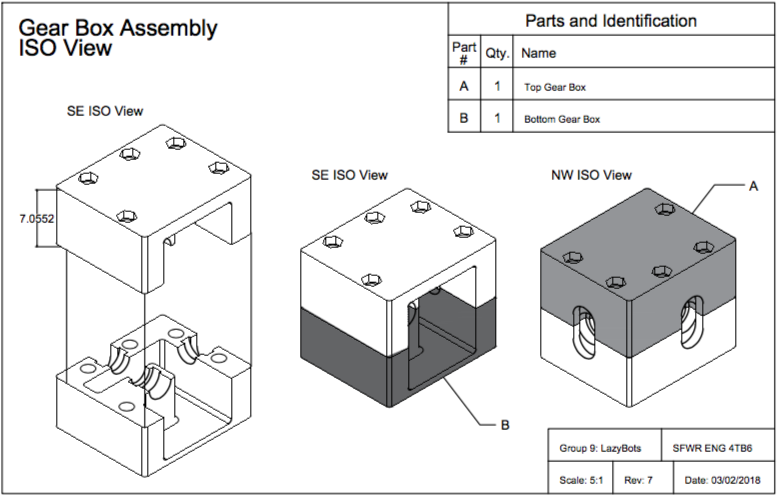 Gear Box Assembly
ISO View
Parts and Identification
Part
#
Qty.
Name
A
1
Top Gear Box
B
1
Bottom Gear Box
SE ISO View
7.0552
SE ISO View
NW ISO View
A
B
Group 9: LazyBots
SFWR ENG 4TB6
Scale: 5:1
Rev: 7
Date: 03/02/2018